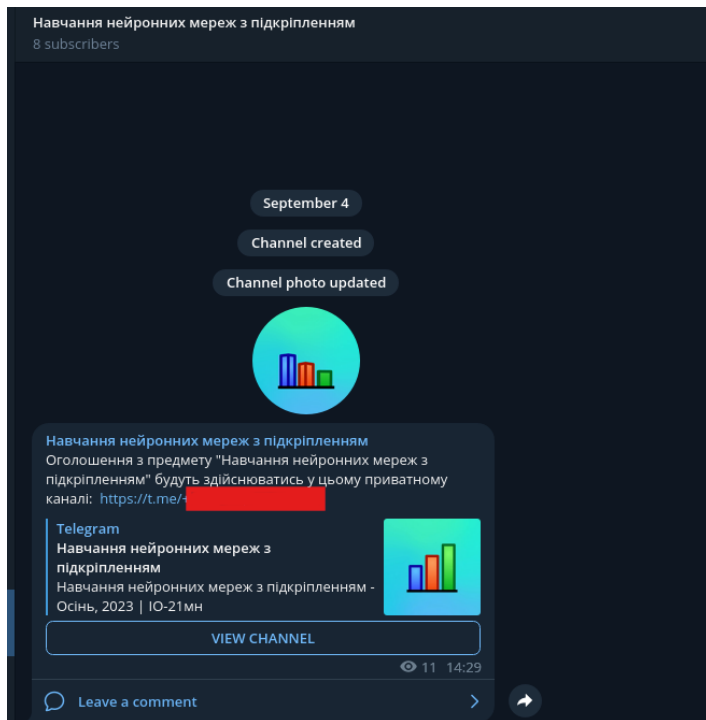 Навчання нейронних мереж з підкріпленням
8 subscribers
September 4
Channel created
Channel photo updated
Навчання нейронних мереж з підкріпленням
Оголошення з предмету "Навчання нейронних мереж з
підкріпленням" будуть здійснюватись у цьому приватному
каналі: https://t.me/+
Telegram
Навчання нейронних мереж з
підкріпленням
Навчання нейронних мереж з підкріпленням -
Осінь, 2023 | ІО-21мн
VIEW CHANNEL
11 14:29
Leave a comment